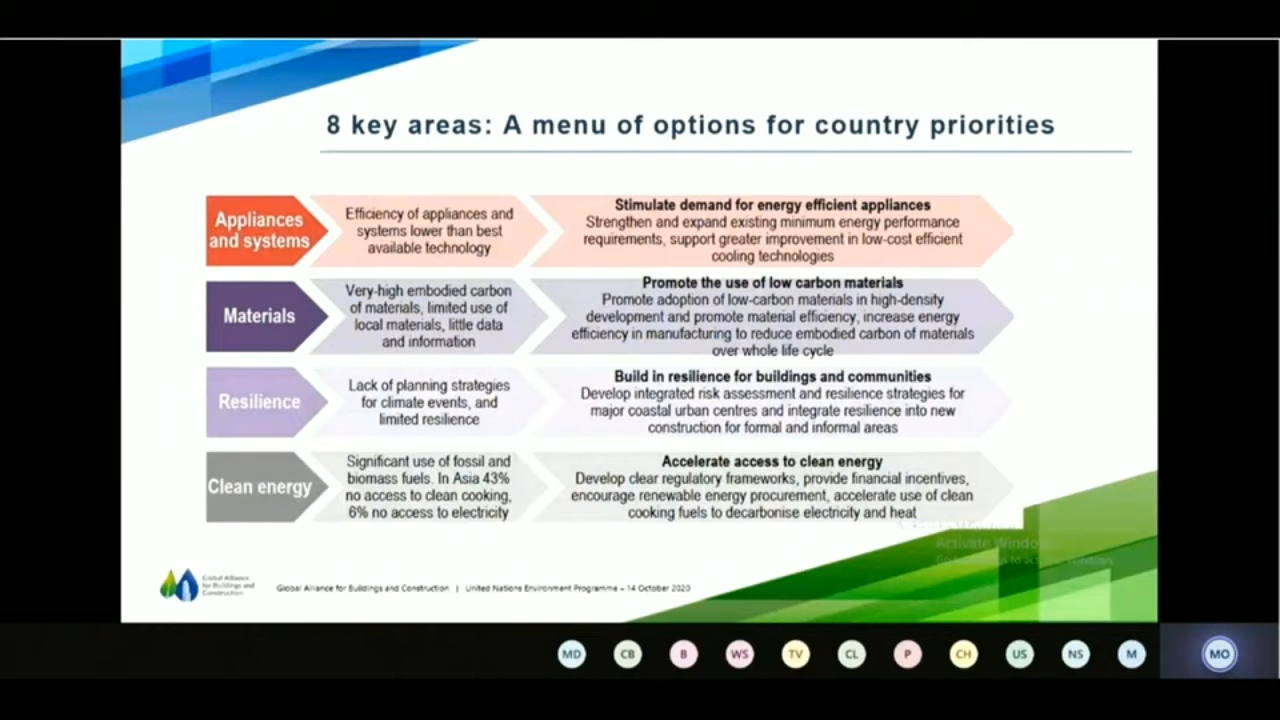 8 key areas: A menu of options for country priorities
Appliances
and systems
Efficiency of appliances and
systems lower than best
available technology
Stimulate demand for energy efficient appliances
Strengthen and expand existing minimum energy performance
requirements, support greater improvement in low-cost efficient
cooling technologies
Materials
Very-high embodied carbon
of materials, limited use of
local materials, little data
and information
Promote the use of low carbon materials
Promote adoption of low-carbon materials in high-density
development and promote material efficiency, increase energy
efficiency in manufacturing to reduce embodied carbon of materials
over whole life cycle
Resilience
Lack of planning strategies
for climate events, and
limited resilience
Build in resilience for buildings and communities
Develop integrated risk assessment and resilience strategies for
major coastal urban centres and integrate resilience into new
construction for formal and informal areas
Clean energy
Significant use of fossil and
biomass fuels. In Asia 43%
no access to clean cooking,
6% no access to electricity
Accelerate access to clean energy
Develop clear regulatory frameworks, provide financial incentives,
encourage renewable energy procurement, accelerate use of clean
cooking fuels to decarbonise electricity and heat
Activate Windo
Global Alliance
for Buildings and
Construction
Global Alliance for Buildings and Construction | United Nations Environment Programme – 14 October 2020
MD CB B WS TV CL P CH US NS M MO